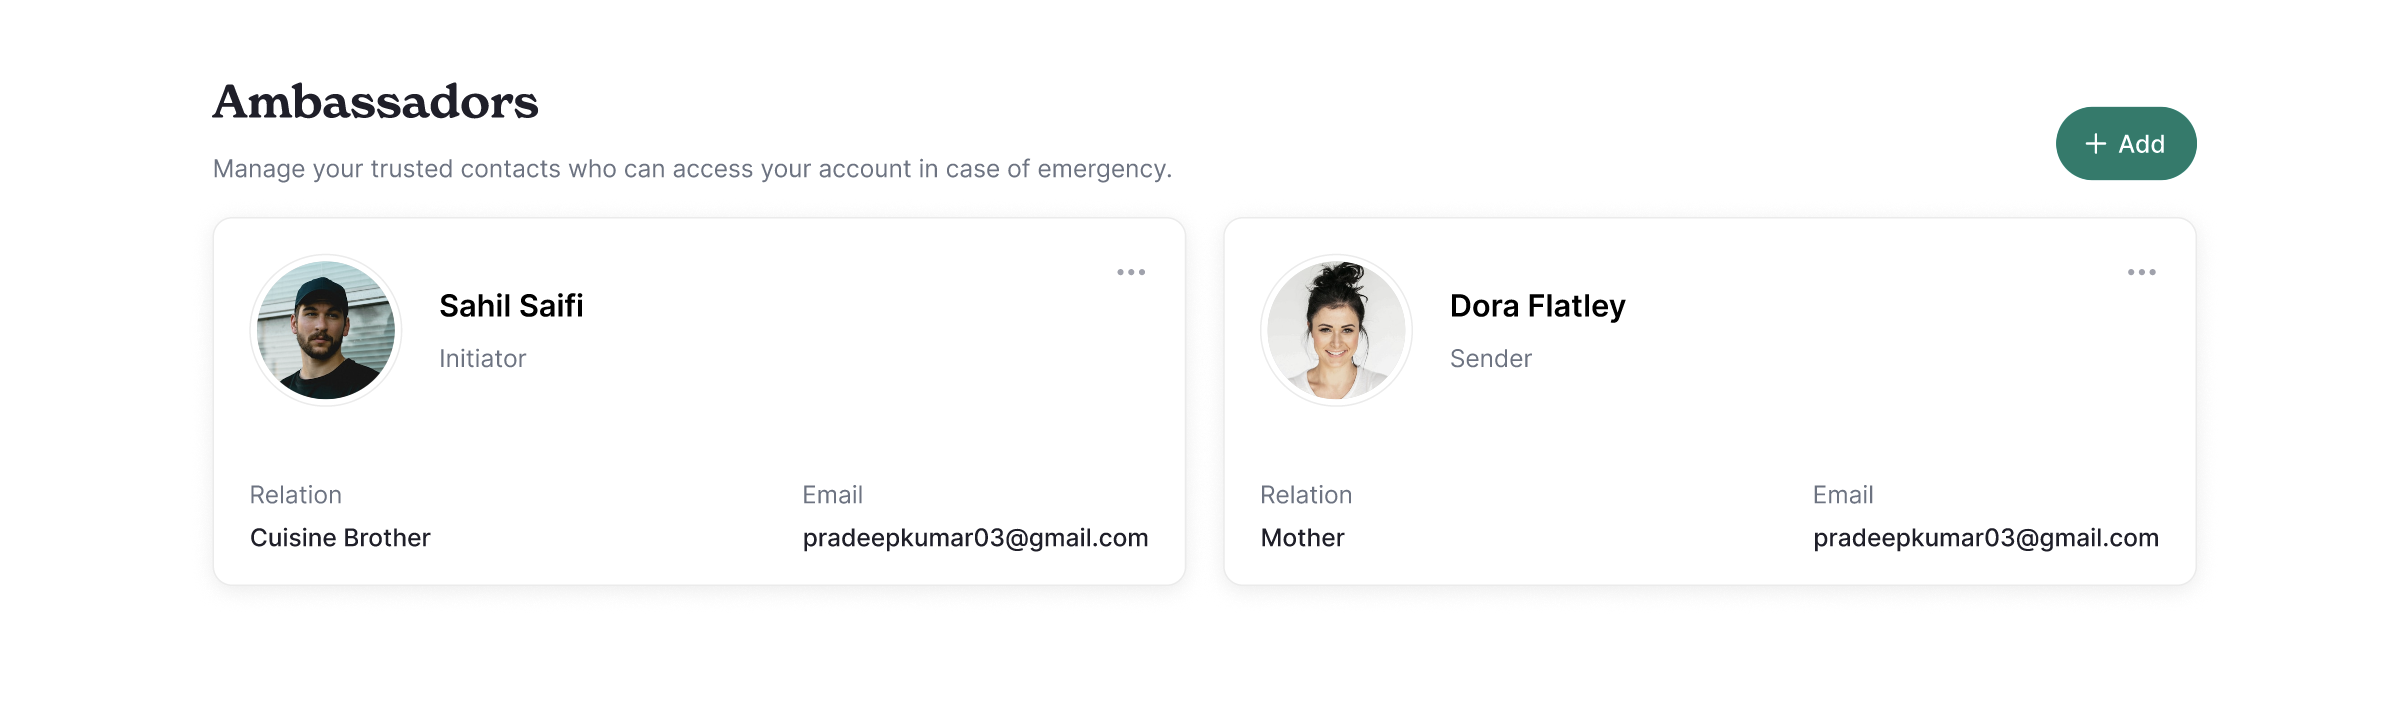 Ambassadors
Manage your trusted contacts who can access your account in case of emergency.
+ Add
Sahil Saifi
Initiator
Relation
Cuisine Brother
Email
pradeepkumar03@gmail.com
Dora Flatley
Sender
Relation
Mother
Email
pradeepkumar03@gmail.com